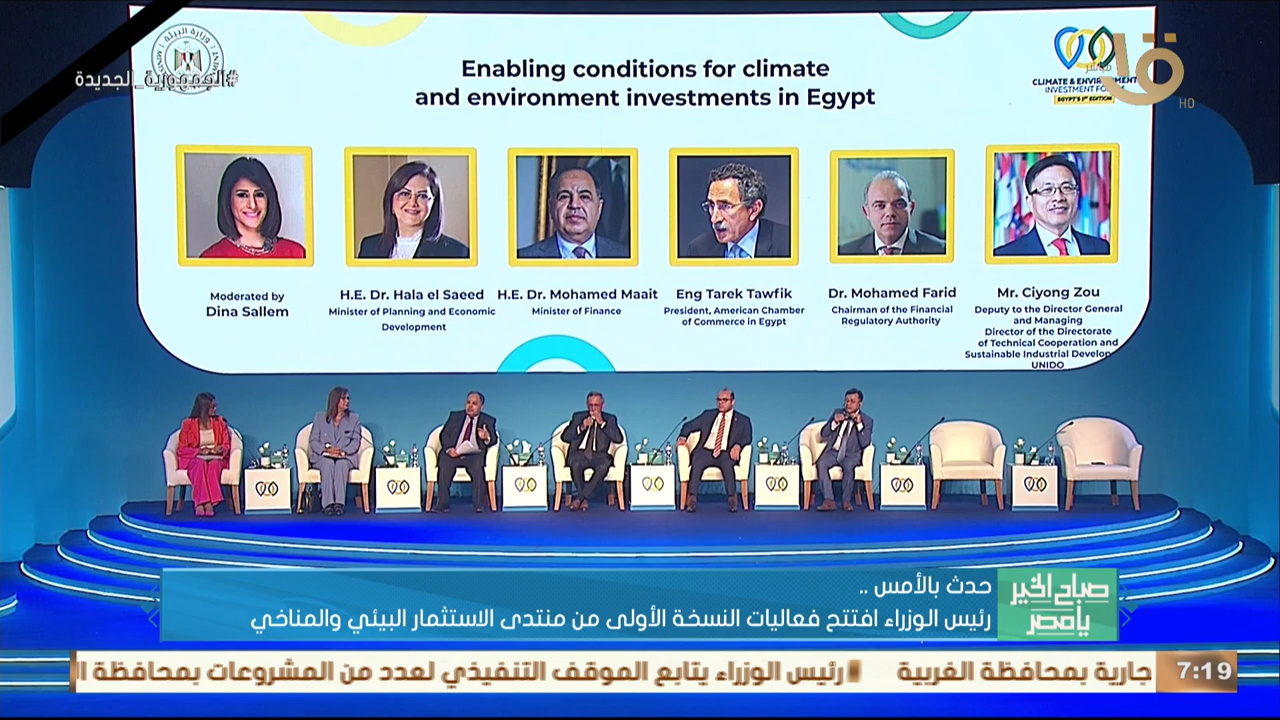 #الجمهورية_الجديدة
وزارة البيئة
Enabling conditions for climate
and environment investments in Egypt
CLIMATE & ENVIRONMENT
INVESTMENT
EGYPT'S 1st EDITION
HD
Moderated by
Dina Sallem
H.E. Dr. Hala el Saeed
Minister of Planning and Economic
Development
H.E. Dr. Mohamed Maait
Minister of Finance
Eng Tarek Tawfik
President, American Chamber
of Commerce in Egypt
Dr. Mohamed Farid
Chairman of the Financial
Regulatory Authority
Mr. Ciyong Zou
Deputy to the Director General
and Managing
Director of the Directorate
of Technical Cooperation and
Sustainable Industrial Develop
UNIDO
صباح الخير
يا مصر
حدث بالأمس ..
رئيس الوزراء افتتح فعاليات النسخة الأولى من منتدى الاستثمار البيئي والمناخي
7:19
جارية بمحافظة الغربية رئيس الوزراء يتابع الموقف التنفيذي لعدد من المشروعات بمحافظة